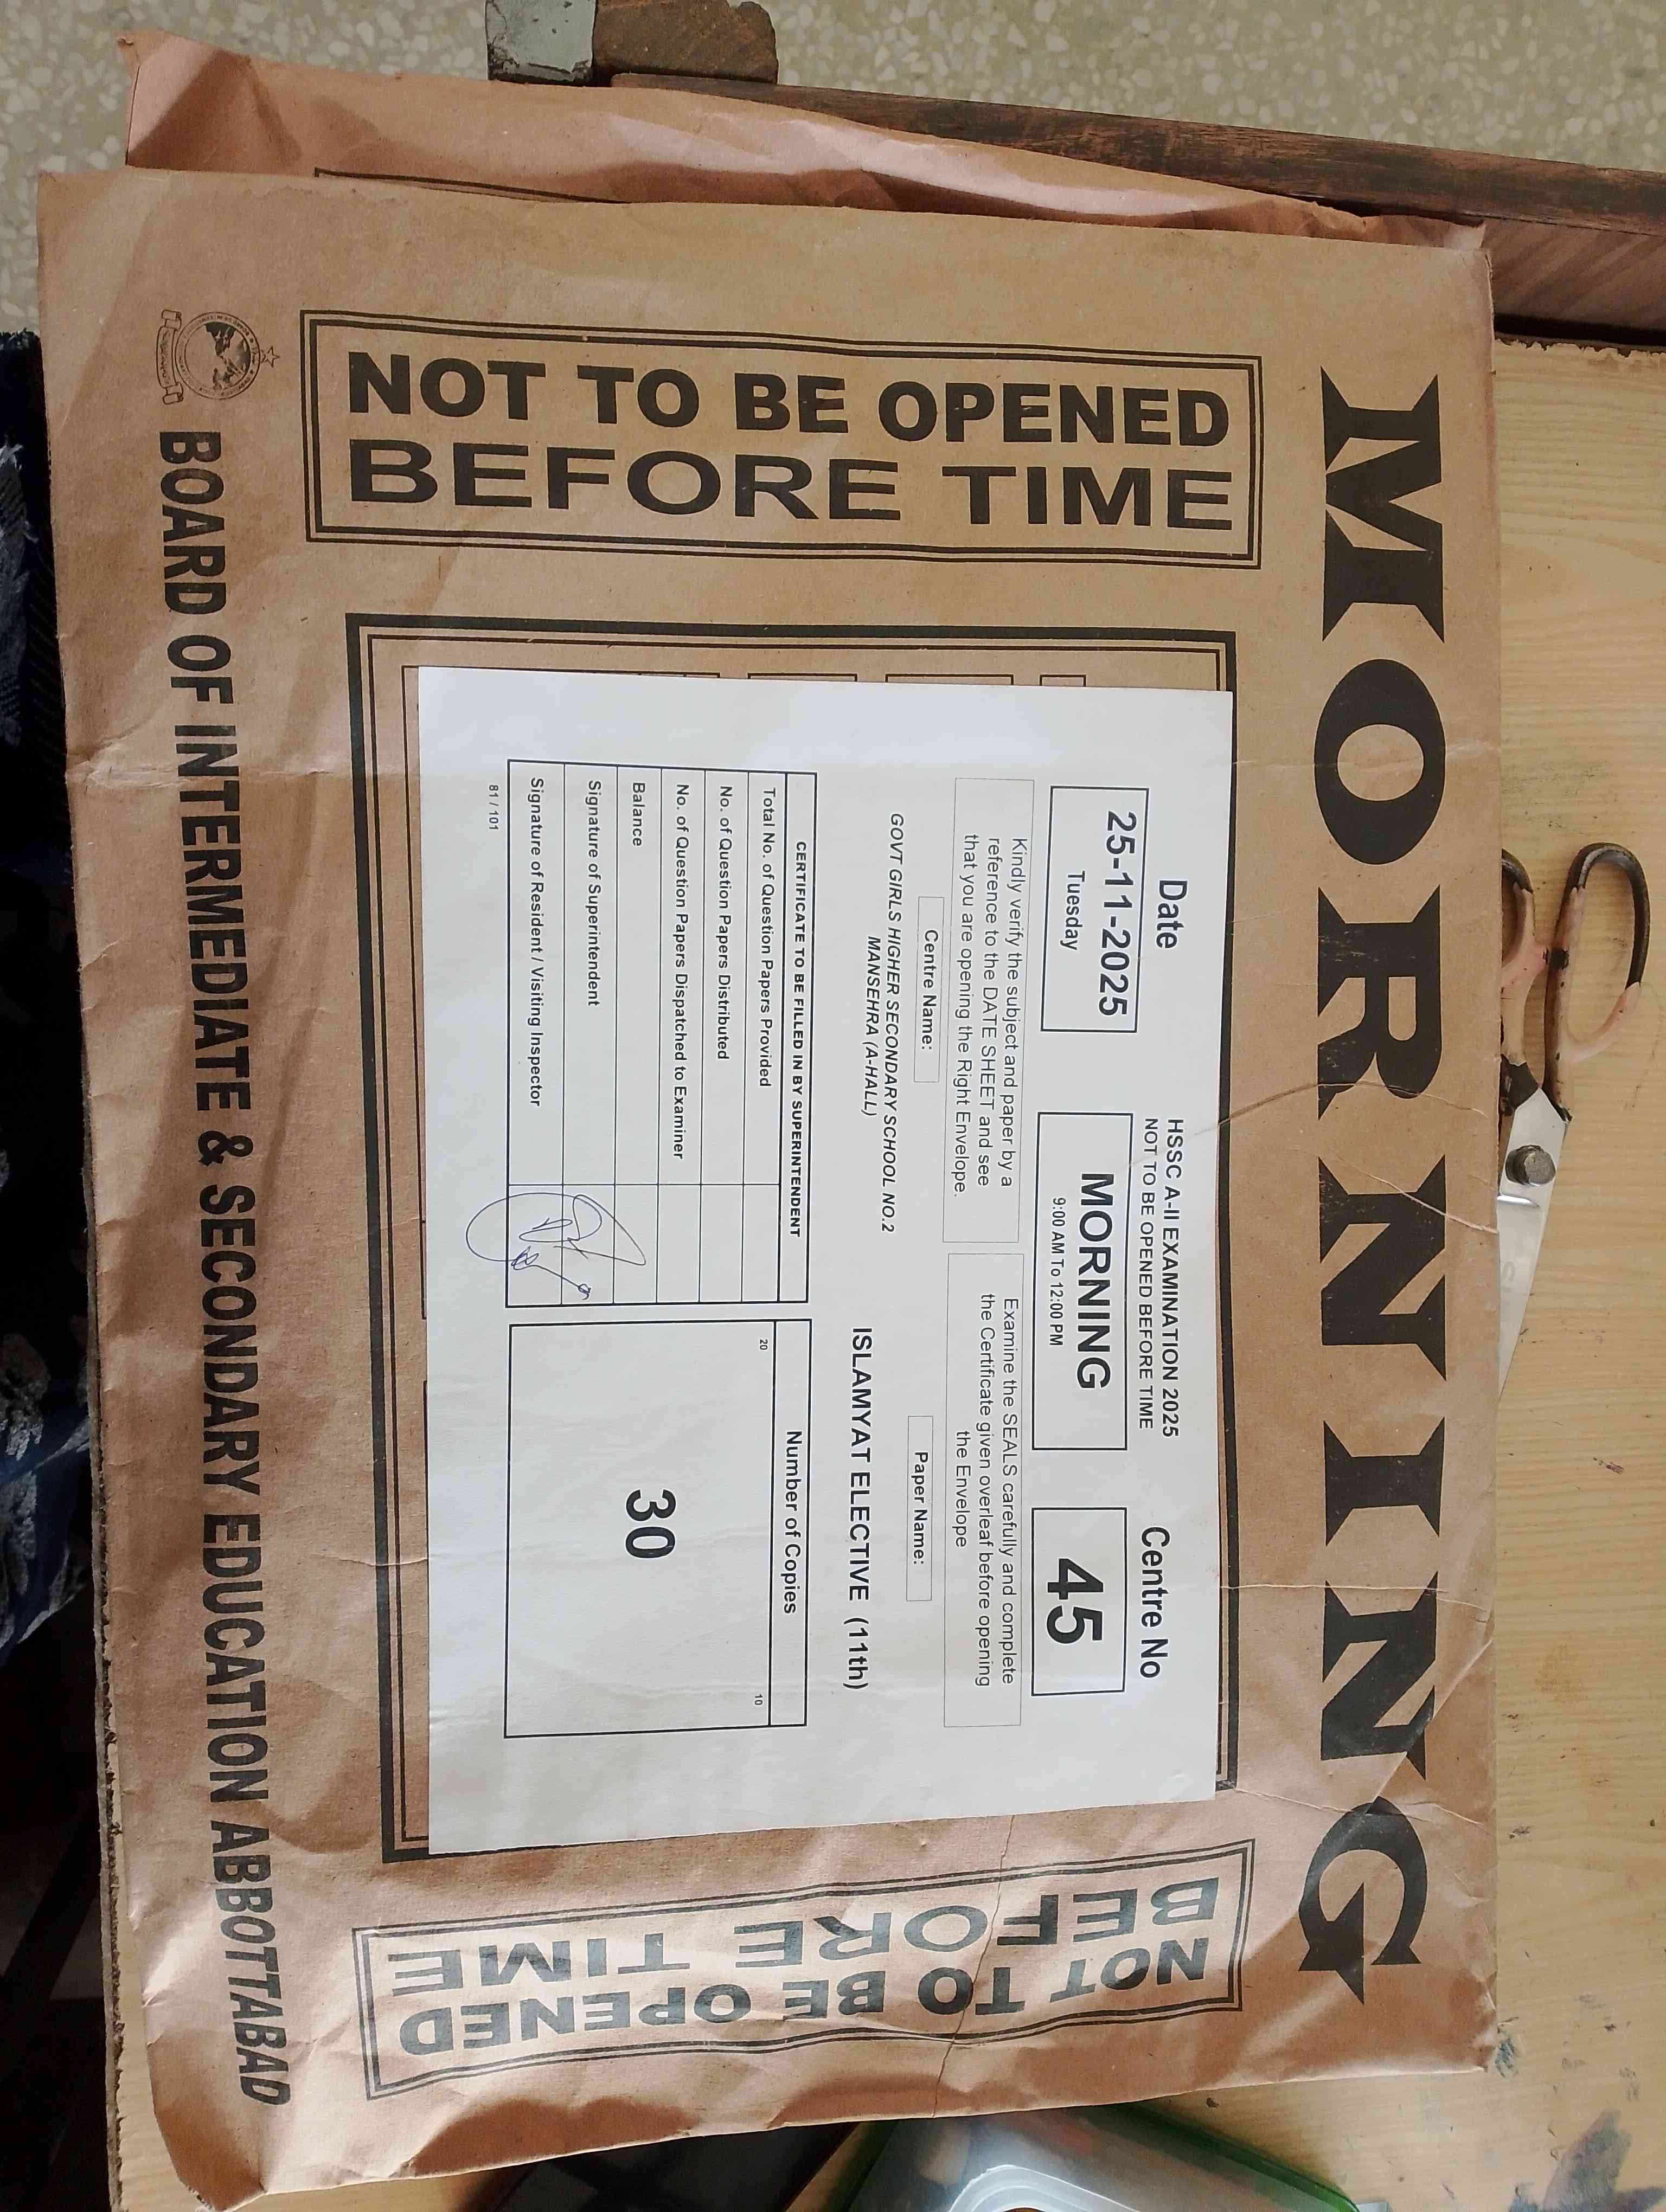 MORNING
NOT TO BE OPENED
BEFORE TIME
Date
25-11-2025
Tuesday
HSSC A-II EXAMINATION 2025
NOT TO BE OPENED BEFORE TIME
MORNING
9:00 AM To 12:00 PM
Centre No
45
Kindly verify the subject and paper by a
reference to the DATE SHEET and see
that you are opening the Right Envelope.
Examine the SEALS carefully and complete
the Certificate given overleaf before opening
the Envelope
Centre Name:
GOVT GIRLS HIGHER SECONDARY SCHOOL NO.2
MANSEHRA (A-HALL)
Paper Name:
ISLAMYAT ELECTIVE (11th)
CERTIFICATE TO BE FILLED IN BY SUPERINTENDENT
Total No. of Question Papers Provided
No. of Question Papers Distributed
No. of Question Papers Dispatched to Examiner
Balance
Signature of Superintendent
Signature of Resident / Visiting Inspector
81 / 101
Number of Copies
20
10
30
NOT TO BE OPENED
BEFORE TIME
BOARD OF INTERMEDIATE & SECONDARY EDUCATION ABBOTTABAD